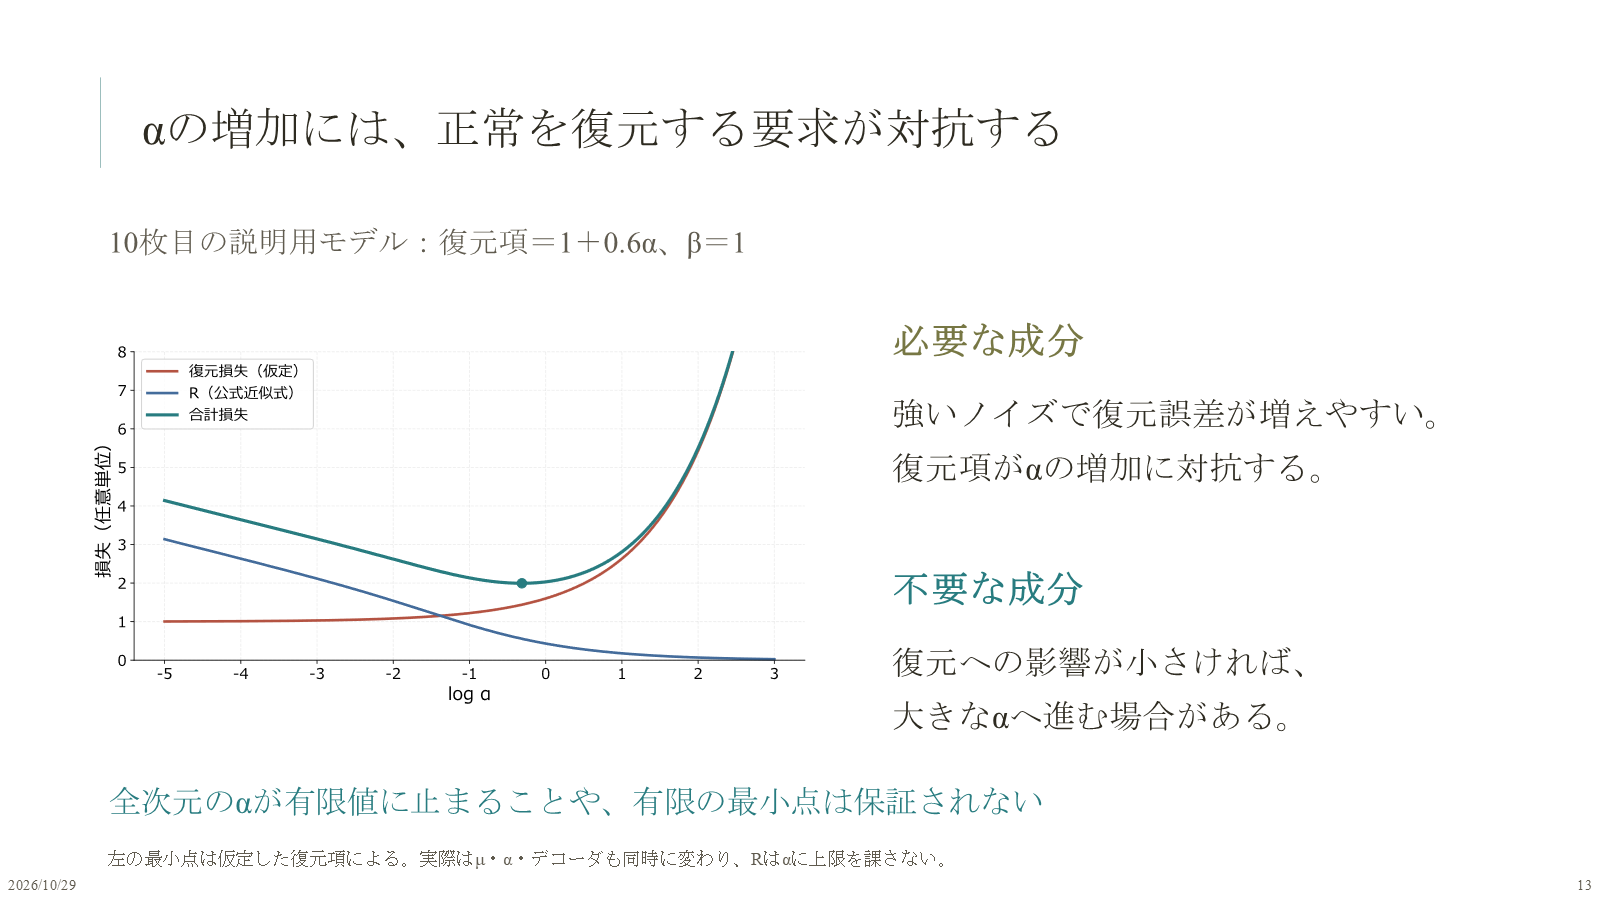 αの増加には、正常を復元する要求が対抗する
10枚目の説明用モデル：復元項＝1＋0.6α、β＝1
8
7
6
5
4
3
2
1
0
損失（任意単位）
復元損失（仮定）
R（公式近似式）
合計損失
-5 -4 -3 -2 -1 0 1 2 3
log α
必要な成分
強いノイズで復元誤差が増えやすい。
復元項がαの増加に対抗する。
不要な成分
復元への影響が小さければ、
大きなαへ進む場合がある。
全次元のαが有限値に止まることや、有限の最小点は保証されない
左の最小点は仮定した復元項による。実際はμ・α・デコーダも同時に変わり、Rはαに上限を課さない。
2026/10/29
13